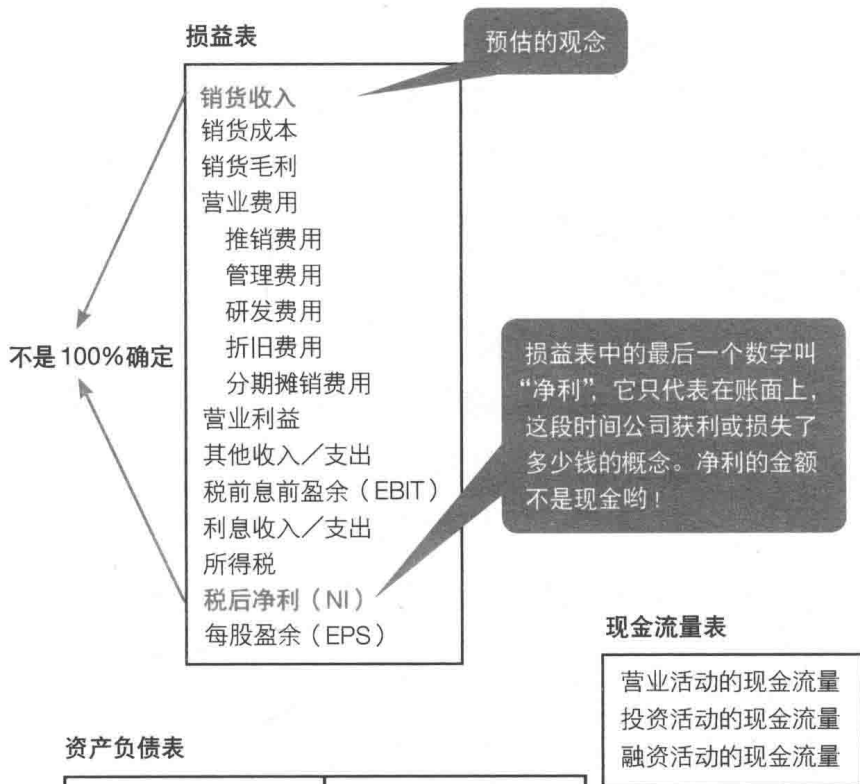 损益表
预估的观念
销货收入
销货成本
销货毛利
营业费用
推销费用
管理费用
研发费用
折旧费用
分期摊销费用
营业利益
其他收入／支出
税前息前盈余（EBIT）
利息收入／支出
所得税
税后净利（NI）
每股盈余（EPS）
不是100%确定
损益表中的最后一个数字叫
“净利”，它只代表在账面上，
这段时间公司获利或损失了
多少钱的概念。净利的金额
不是现金哟！
现金流量表
营业活动的现金流量
投资活动的现金流量
融资活动的现金流量
资产负债表